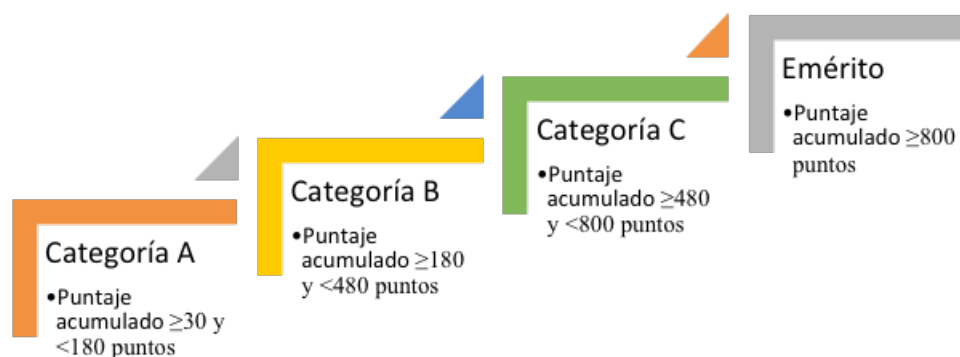 Categoría A
•Puntaje
acumulado ≥30 y
<180 puntos
Categoría B
•Puntaje
acumulado ≥180
y <480 puntos
Categoría C
•Puntaje
acumulado ≥480
y <800 puntos
Emérito
•Puntaje
acumulado ≥800
puntos